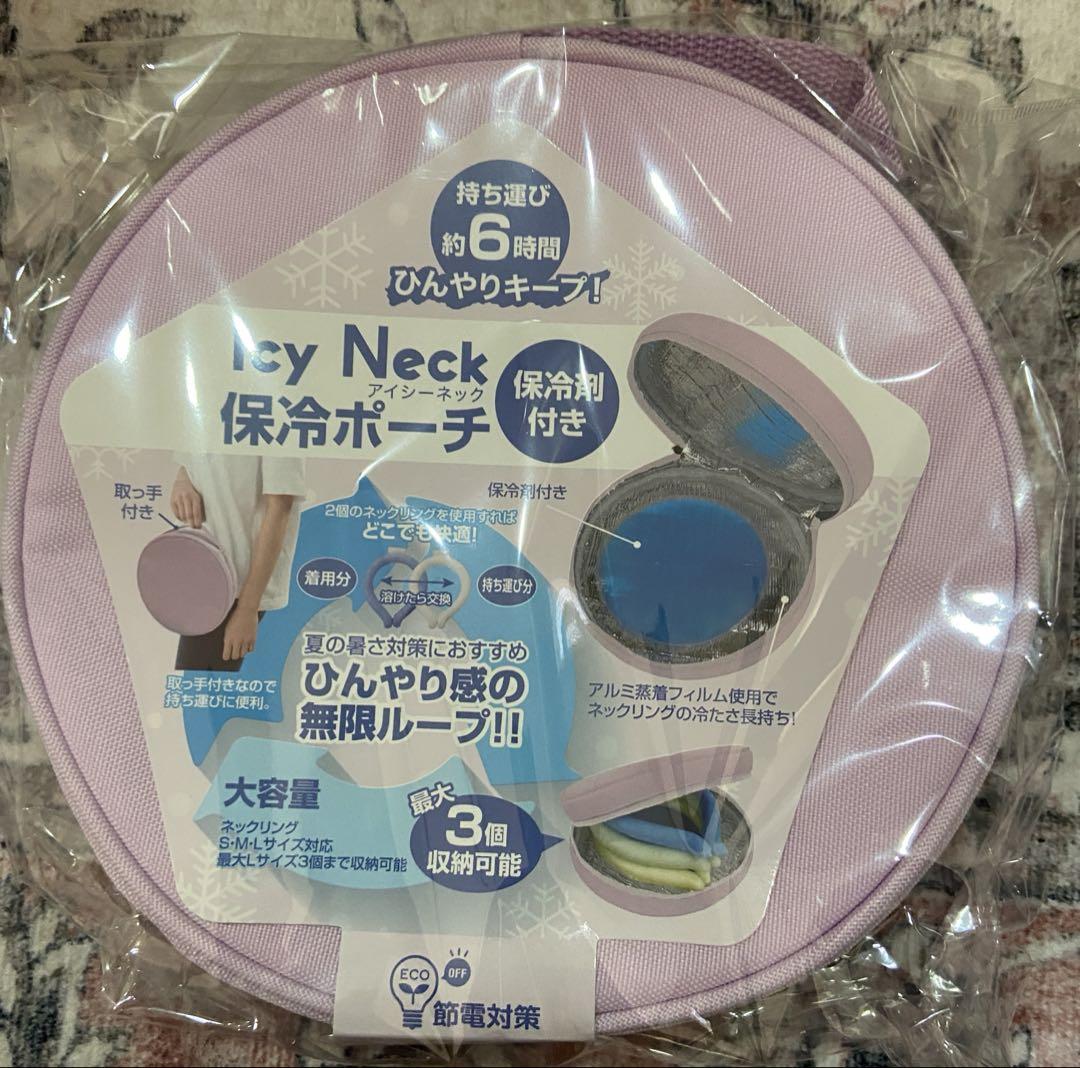 持ち運び
約6時間
ひんやりキープ!
Icy Neck
アイシーネック
保冷ポーチ
保冷剤
付き
取っ手
付き
保冷剤付き
2個のネックリングを使用すれば
どこでも快適!
着用分
溶けたら交換
持ち運び分
夏の暑さ対策におすすめ
ひんやり感の
無限ループ!!
取っ手付きなので
持ち運びに便利。
アルミ蒸着フィルム使用で
ネックリングの冷たさ長持ち!
大容量
ネックリング
S・M・Lサイズ対応
最大Lサイズ3個まで収納可能
最大
3個
収納可能
ECO
OFF
節電対策